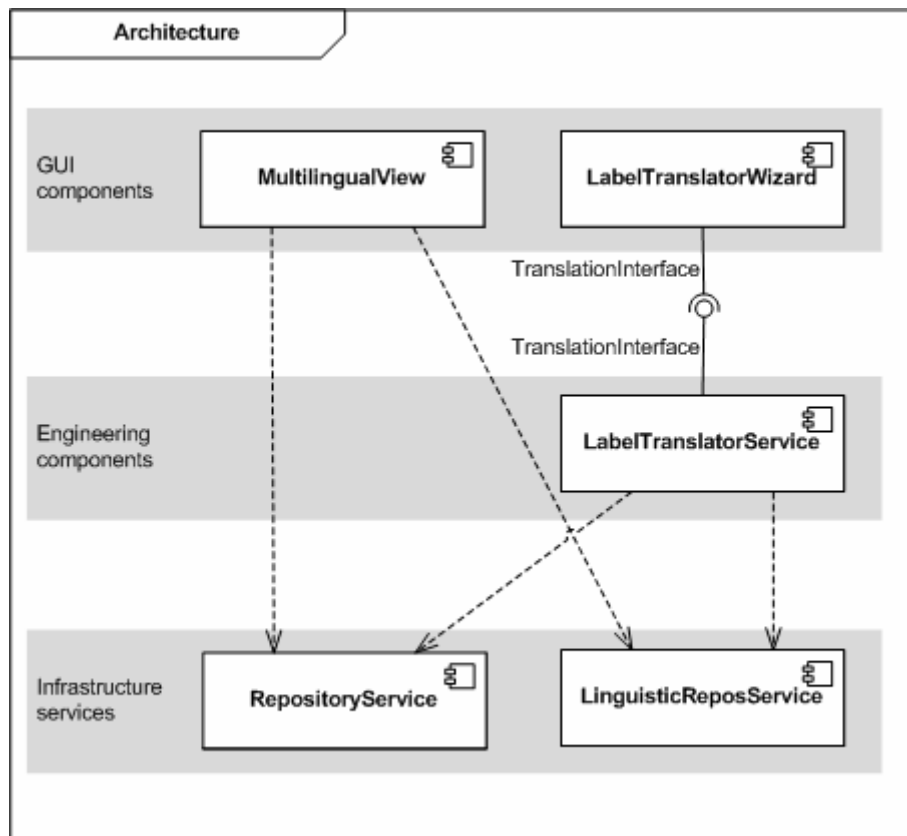 Architecture
GUI
components
MultilingualView
LabelTranslatorWizard
TranslationInterface
TranslationInterface
Engineering
components
LabelTranslatorService
Infrastructure
services
RepositoryService
LinguisticReposService